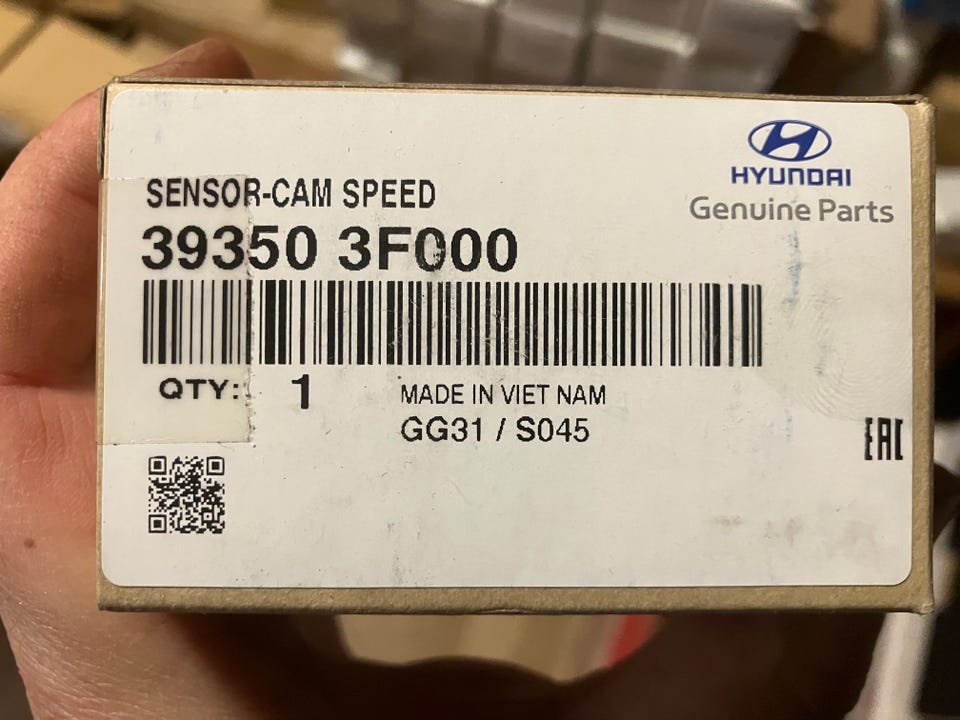 HYUNDAI
Genuine Parts
SENSOR-CAM SPEED
39350 3F000
QTY: 1
MADE IN VIET NAM
GG31 / S045
EAC